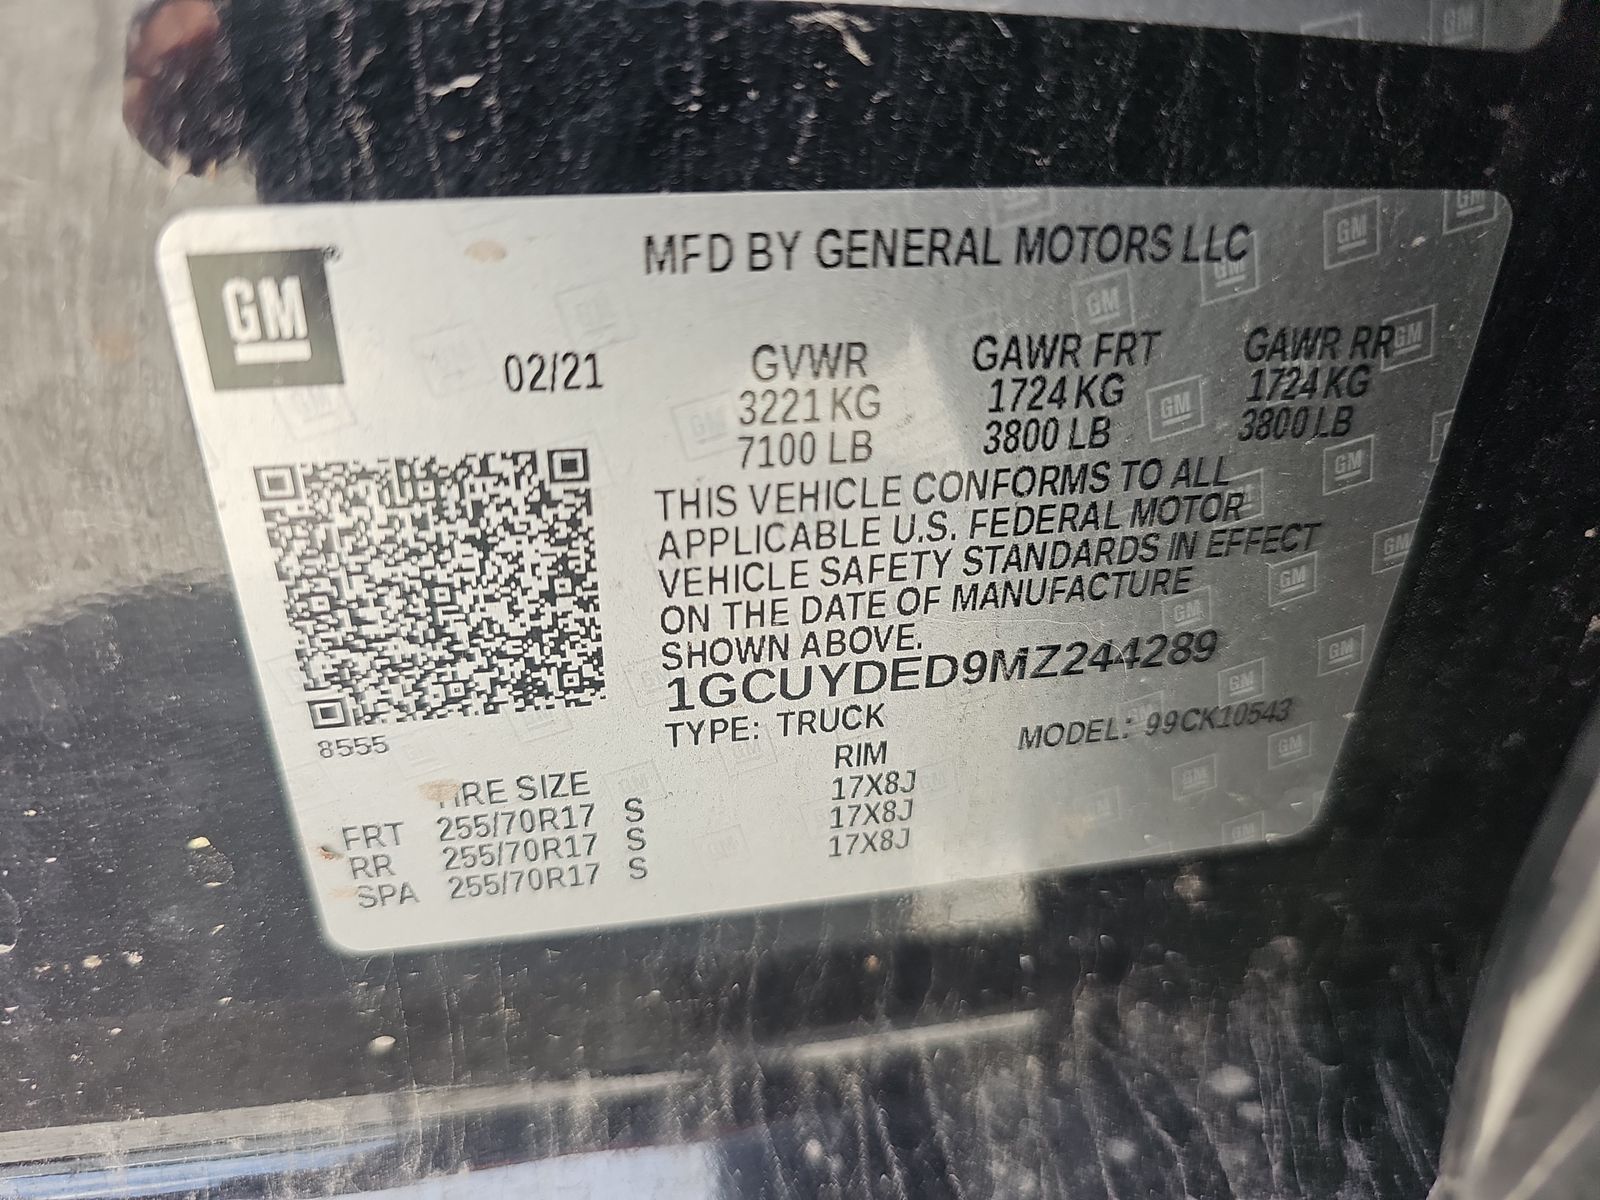 GM
MFD BY GENERAL MOTORS LLC
02/21
GVWR GAWR FRT GAWR RR
3221 KG 1724 KG 1724 KG
7100 LB 3800 LB 3800 LB
THIS VEHICLE CONFORMS TO ALL
APPLICABLE U.S. FEDERAL MOTOR
VEHICLE SAFETY STANDARDS IN EFFECT
ON THE DATE OF MANUFACTURE
SHOWN ABOVE.
1GCUYDED9MZ244289
TYPE: TRUCK MODEL: 99CK10543
8555
TIRE SIZE RIM
FRT 255/70R17 S 17X8J
RR 255/70R17 S 17X8J
SPA 255/70R17 S 17X8J